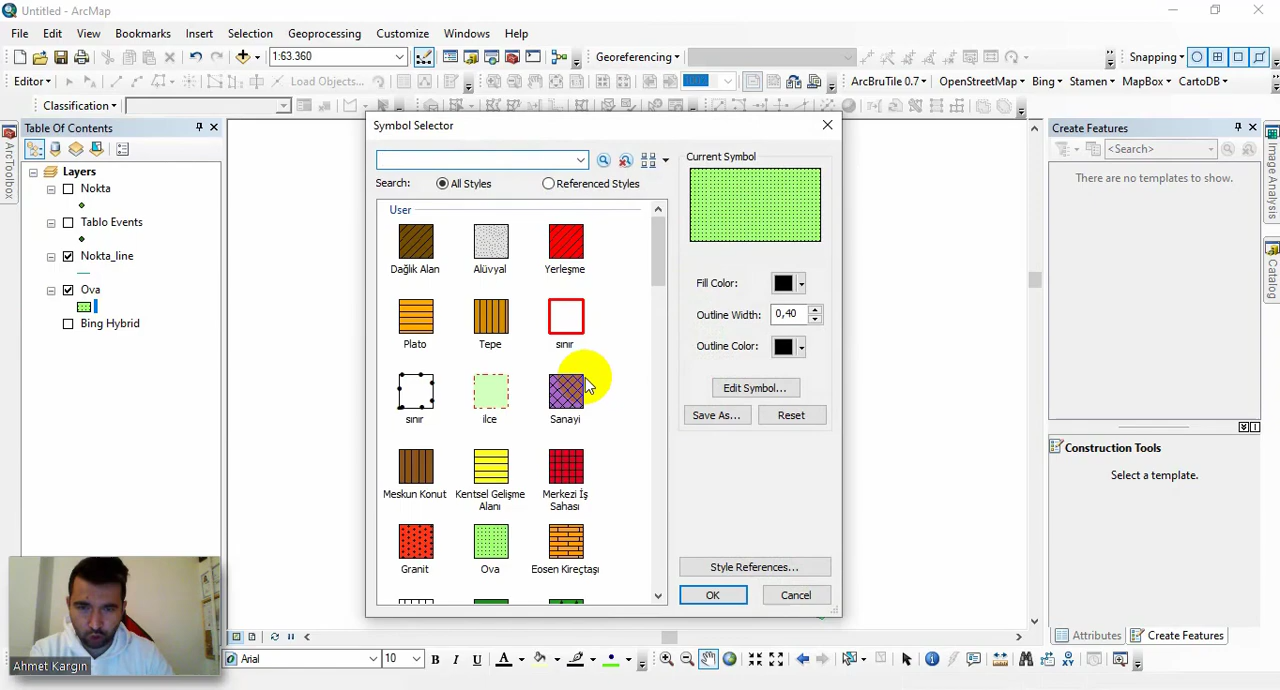 Untitled - ArcMap
File Edit View Bookmarks Insert Selection Geoprocessing Customize Windows Help
1:63.360 Georeferencing Snapping
Editor Load Objects... ArcBruTile 0.7 OpenStreetMap Bing Stamen MapBox CartoDB
Classification
Table Of Contents
Layers
Nokta
Tablo Events
Nokta_line
Ova
Bing Hybrid
ArcToolbox
Symbol Selector
Search: All Styles Referenced Styles
User
Dağlık Alan Alüvyal Yerleşme
Plato Tepe sınır
sınır ilce Sanayi
Meskun Konut Kentsel Gelişme Alanı Merkezi İş Sahası
Granit Ova Eosen Kireçtaşı
Current Symbol
Fill Color:
Outline Width: 0,40
Outline Color:
Edit Symbol...
Save As... Reset
Style References...
OK Cancel
Create Features
<Search>
There are no templates to show.
Construction Tools
Select a template.
Attributes Create Features
Image Analysis
Catalog
Arial 10 B I U A
Ahmet Kargın